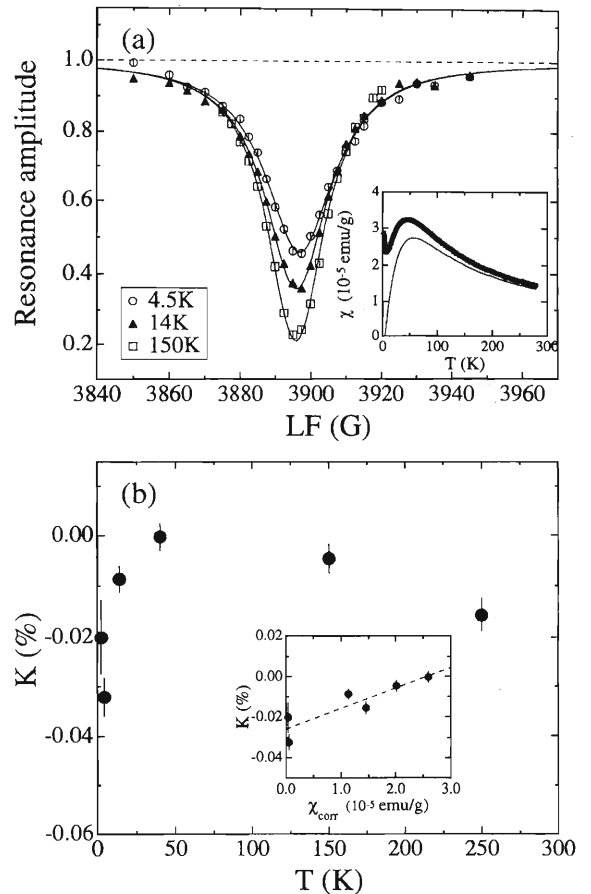 (a)
1.0
0.8
0.6
0.4
0.2
Resonance amplitude
4.5K
14K
150K
4
3
2
1
0
χ (10⁻⁵ emu/g)
0 100 200 300
T (K)
3840 3860 3880 3900 3920 3940 3960
LF (G)
(b)
0.00
-0.02
-0.04
-0.06
K (%)
0.02
0.00
-0.02
-0.04
K (%)
0.0 1.0 2.0 3.0
χcorr (10⁻⁵ emu/g)
0 50 100 150 200 250 300
T (K)